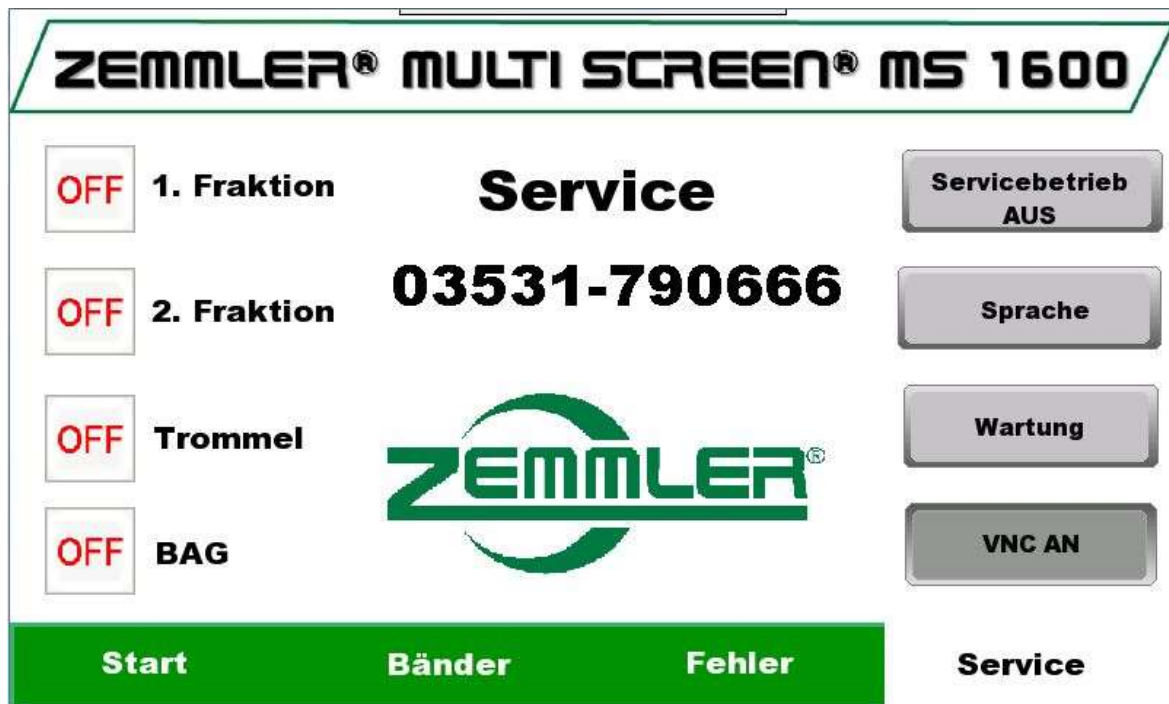 ZEMMLER® MULTI SCREEN® MS 1600
OFF 1. Fraktion
Service
Servicebetrieb
AUS
03531-790666
OFF 2. Fraktion
Sprache
OFF Trommel
Wartung
ZEMMLER®
OFF BAG
VNC AN
Start Bänder Fehler Service